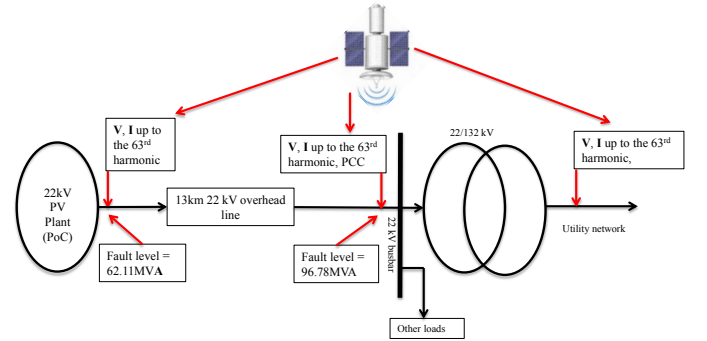 22/132 kV
V, I up to
the 63rd
harmonic
V, I up to the 63rd
harmonic, PCC
V, I up to the 63rd
harmonic,
22kV
PV
Plant
(PoC)
13km 22 kV overhead
line
Fault level =
62.11MVA
Fault level =
96.78MVA
22 kV busbar
Utility network
Other loads